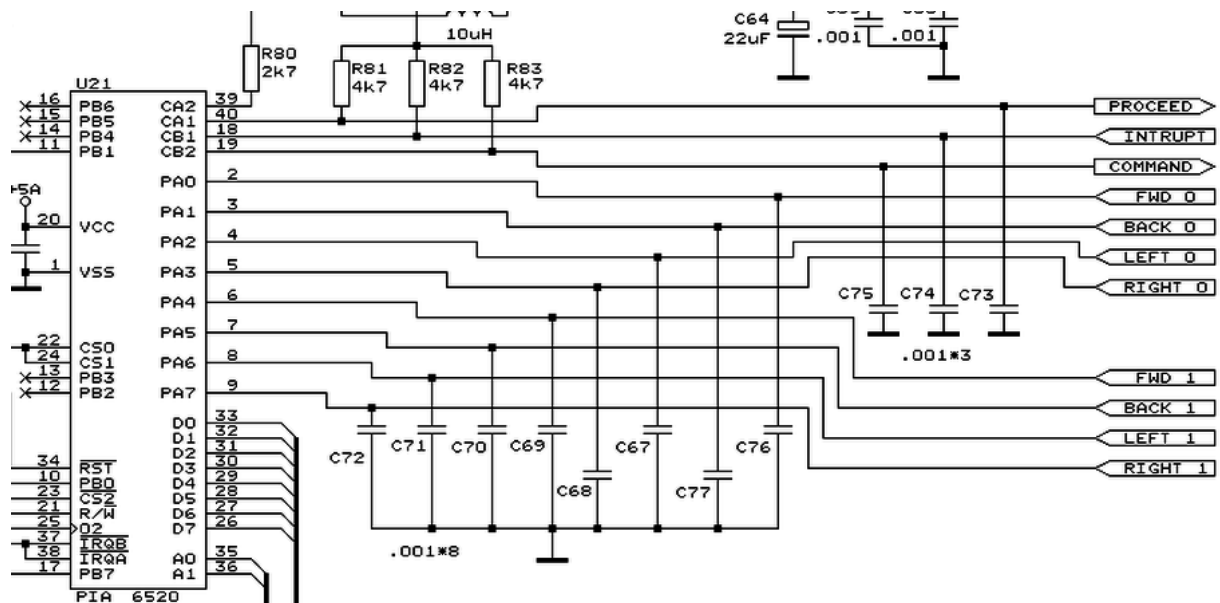 C64
22uF
.001
.001
10uH
R80
2k7
R81
4k7
R82
4k7
R83
4k7
U21
16 PB6 CA2 39
15 PB5 CA1 40
14 PB4 CB1 18
11 PB1 CB2 19
PROCEED
INTRUPT
COMMAND
PA0 2
FWD 0
+5A
PA1 3
BACK 0
20 VCC
PA2 4
LEFT 0
1 VSS PA3 5
RIGHT 0
PA4 6
C75 C74 C73
PA5 7
22 CS0
24 CS1 PA6 8
.001*3
13 PB3
12 PB2 PA7 9
FWD 1
BACK 1
LEFT 1
RIGHT 1
D0 33
D1 32
D2 31
34 RST D3 30
10 PB0 D4 29
23 CS2 D5 28
21 R/W D6 27
25 O2 D7 26
37 IRQB
38 IRQA A0 35
17 PB7 A1 36
PIA 6520
C72 C71 C70 C69 C67 C76
C68 C77
.001*8